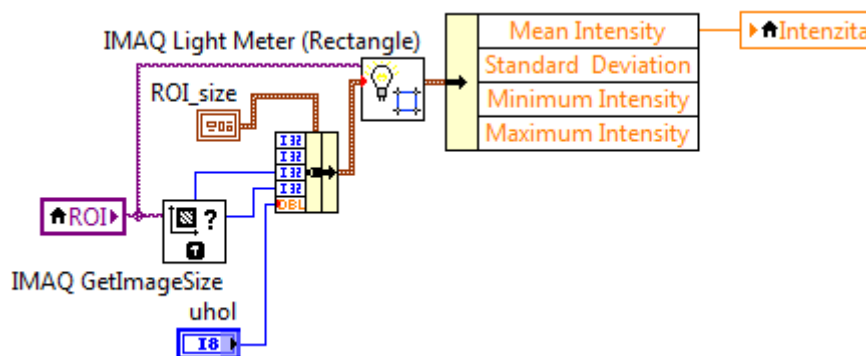 IMAQ Light Meter (Rectangle)
Mean Intensity
Standard Deviation
Minimum Intensity
Maximum Intensity
Intenzita
ROI_size
I32
I32
I32
I32
DBL
ROI
?
T
IMAQ GetImageSize
uhol
I8